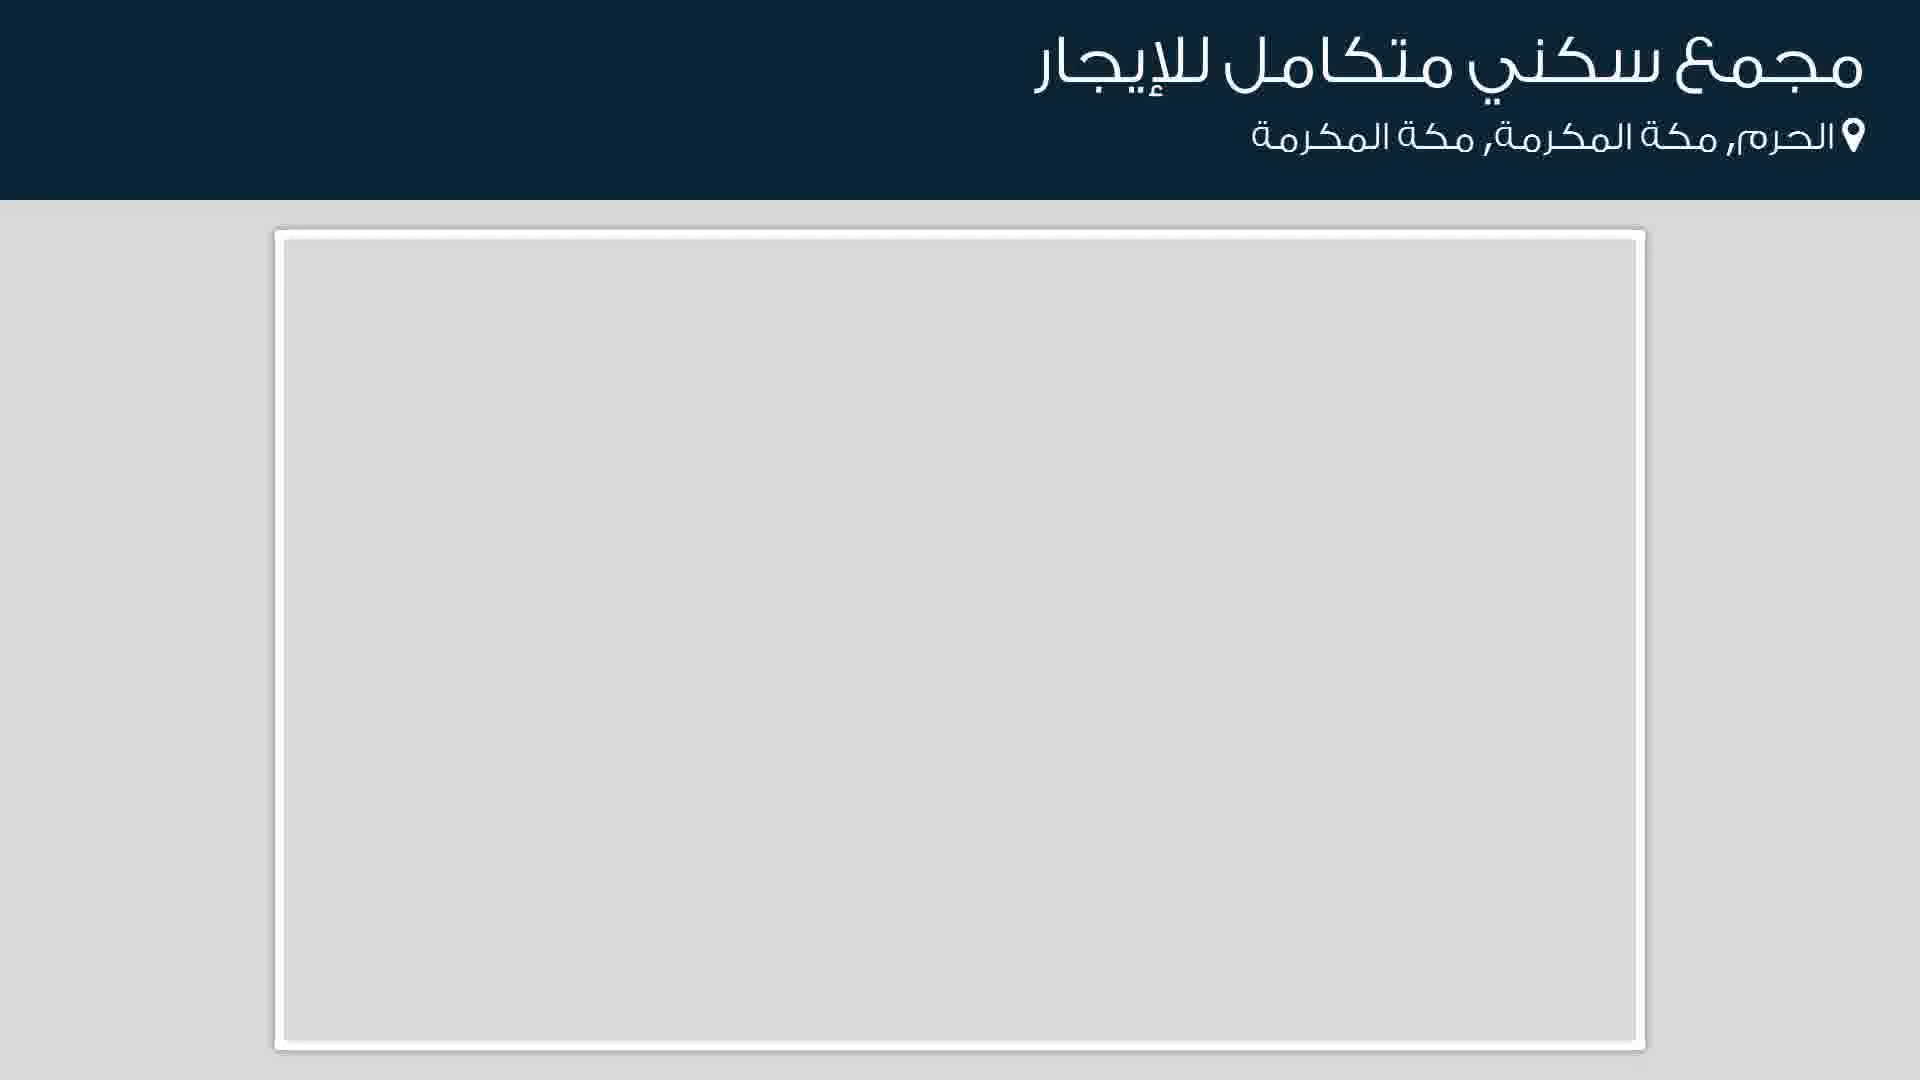 مجمع سكني متكامل للإيجار
الحرم, مكة المكرمة, مكة المكرمة